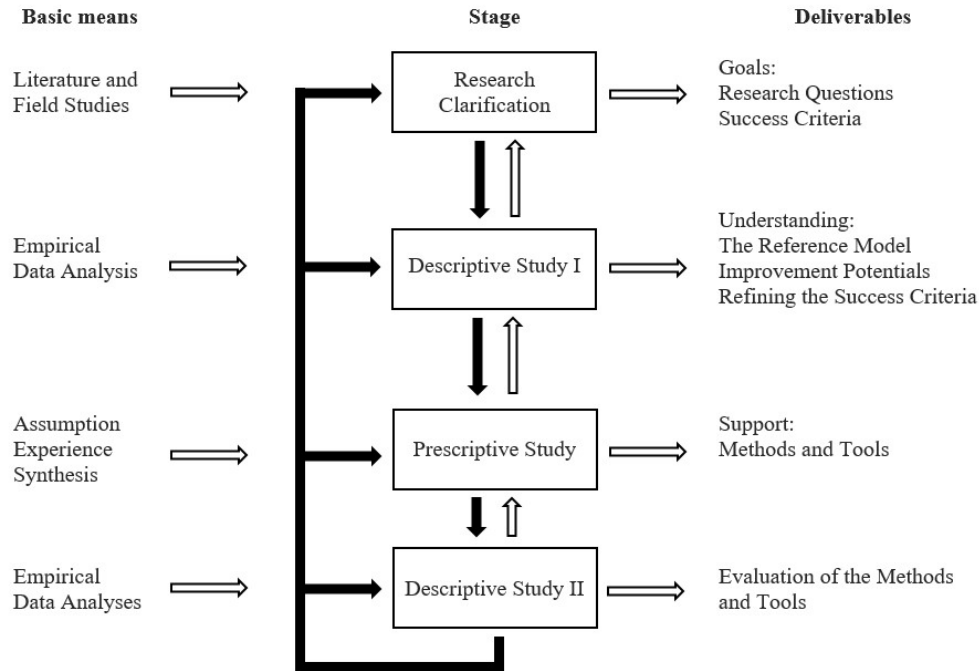 Basic means
Stage
Deliverables
Literature and
Field Studies
Research
Clarification
Goals:
Research Questions
Success Criteria
Empirical
Data Analysis
Descriptive Study I
Understanding:
The Reference Model
Improvement Potentials
Refining the Success Criteria
Assumption
Experience
Synthesis
Prescriptive Study
Support:
Methods and Tools
Empirical
Data Analyses
Descriptive Study II
Evaluation of the Methods
and Tools